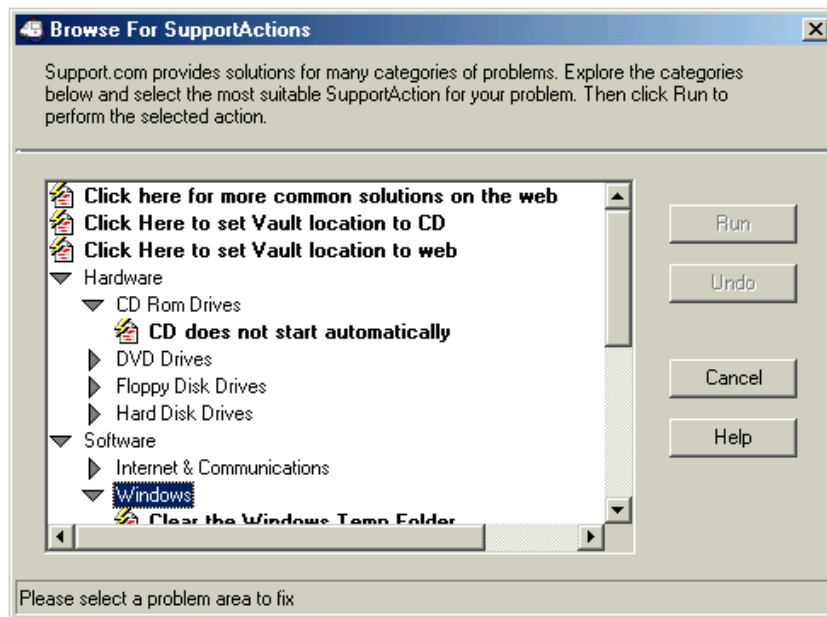 Browse For SupportActions
Support.com provides solutions for many categories of problems. Explore the categories
below and select the most suitable SupportAction for your problem. Then click Run to
perform the selected action.
Click here for more common solutions on the web
Click Here to set Vault location to CD
Click Here to set Vault location to web
Hardware
CD Rom Drives
CD does not start automatically
DVD Drives
Floppy Disk Drives
Hard Disk Drives
Software
Internet & Communications
Windows
Clear the Windows Temp Folder
Run
Undo
Cancel
Help
Please select a problem area to fix